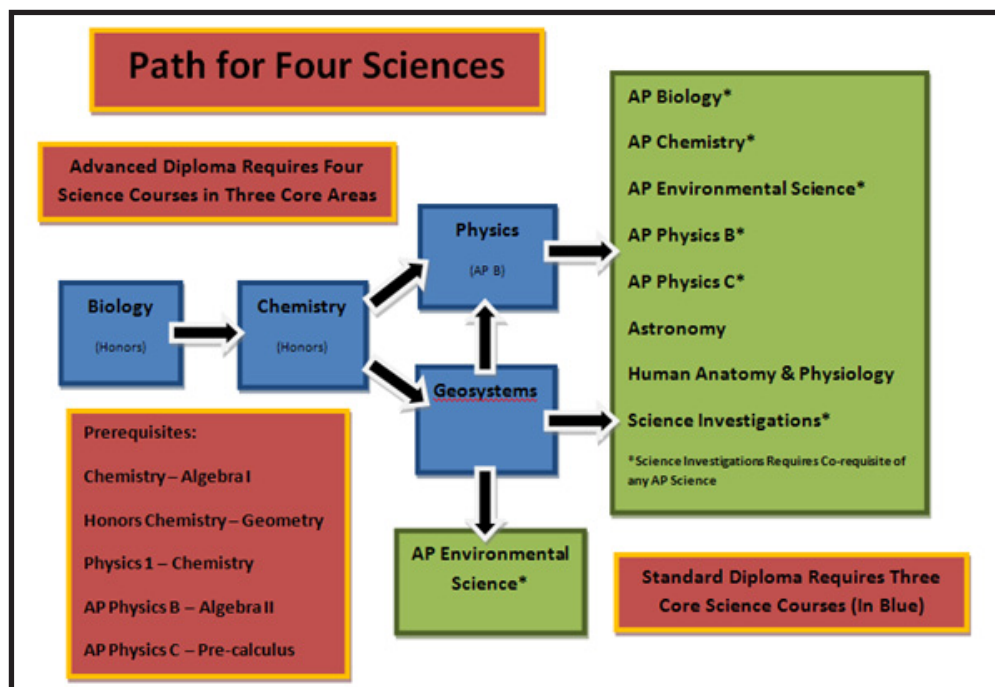 Path for Four Sciences
Advanced Diploma Requires Four
Science Courses in Three Core Areas
Biology
(Honors)
Chemistry
(Honors)
Physics
(AP B)
Geosystems
AP Environmental
Science*
AP Biology*
AP Chemistry*
AP Environmental Science*
AP Physics B*
AP Physics C*
Astronomy
Human Anatomy & Physiology
Science Investigations*
*Science Investigations Requires Co-requisite of
any AP Science
Prerequisites:
Chemistry – Algebra I
Honors Chemistry – Geometry
Physics 1 – Chemistry
AP Physics B – Algebra II
AP Physics C – Pre-calculus
Standard Diploma Requires Three
Core Science Courses (In Blue)